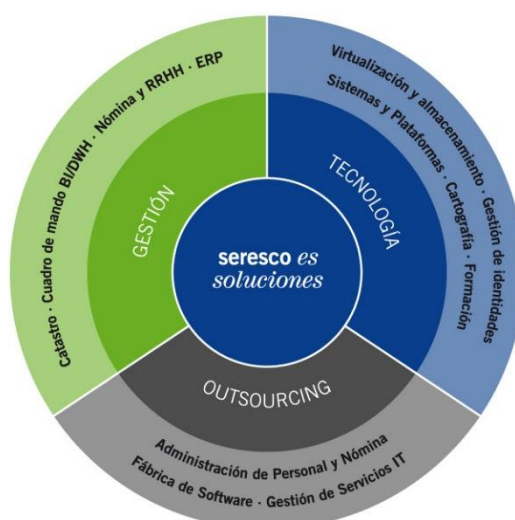 seresco es
soluciones
GESTIÓN
Catastro · Cuadro de mando BI/DWH · Nómina y RRHH · ERP
TECNOLOGÍA
Virtualización y almacenamiento · Gestión de identidades
Sistemas y Plataformas · Cartografía · Formación
OUTSOURCING
Administración de Personal y Nómina
Fábrica de Software · Gestión de Servicios IT